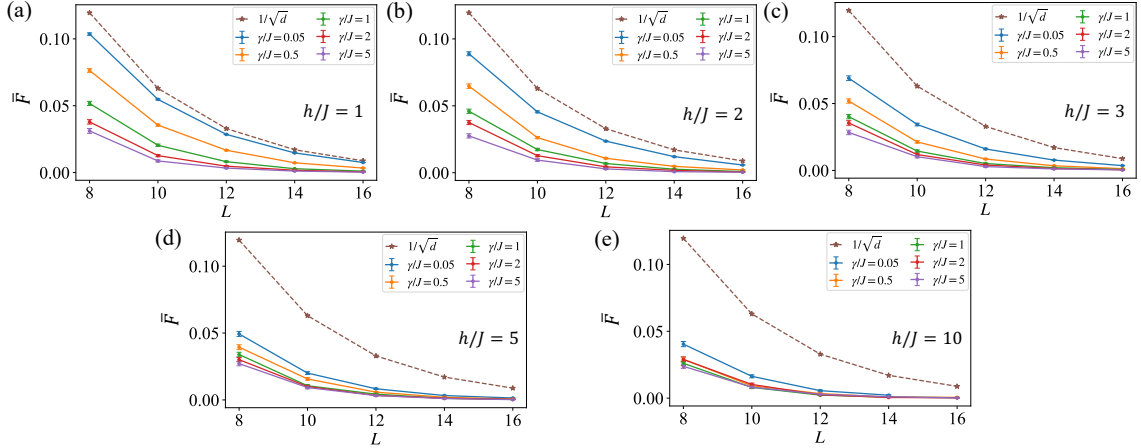 (a)
0.10
0.05
0.00
F̄
8 10 12 14 16
L
1/√d
γ/J = 0.05
γ/J = 0.5
γ/J = 1
γ/J = 2
γ/J = 5
h/J = 1
(b)
0.10
0.05
0.00
F̄
8 10 12 14 16
L
1/√d
γ/J = 0.05
γ/J = 0.5
γ/J = 1
γ/J = 2
γ/J = 5
h/J = 2
(c)
0.10
0.05
0.00
F̄
8 10 12 14 16
L
1/√d
γ/J = 0.05
γ/J = 0.5
γ/J = 1
γ/J = 2
γ/J = 5
h/J = 3
(d)
0.10
0.05
0.00
F̄
8 10 12 14 16
L
1/√d
γ/J = 0.05
γ/J = 0.5
γ/J = 1
γ/J = 2
γ/J = 5
h/J = 5
(e)
0.10
0.05
0.00
F̄
8 10 12 14 16
L
1/√d
γ/J = 0.05
γ/J = 0.5
γ/J = 1
γ/J = 2
γ/J = 5
h/J = 10